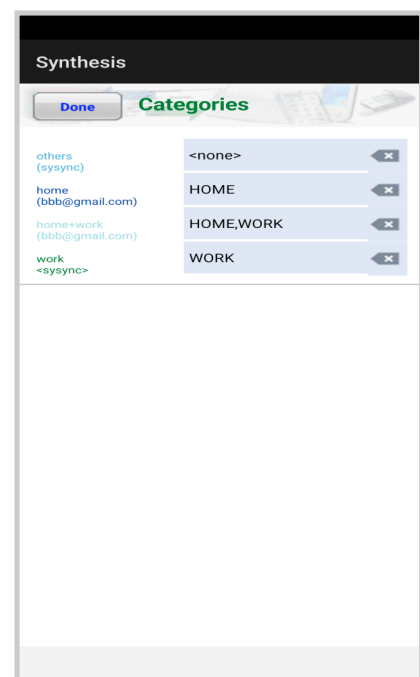 Synthesis
Done
Categories
others
(sysync)
<none>
home
(bbb@gmail.com)
HOME
home+work
(bbb@gmail.com)
HOME,WORK
work
<sysync>
WORK